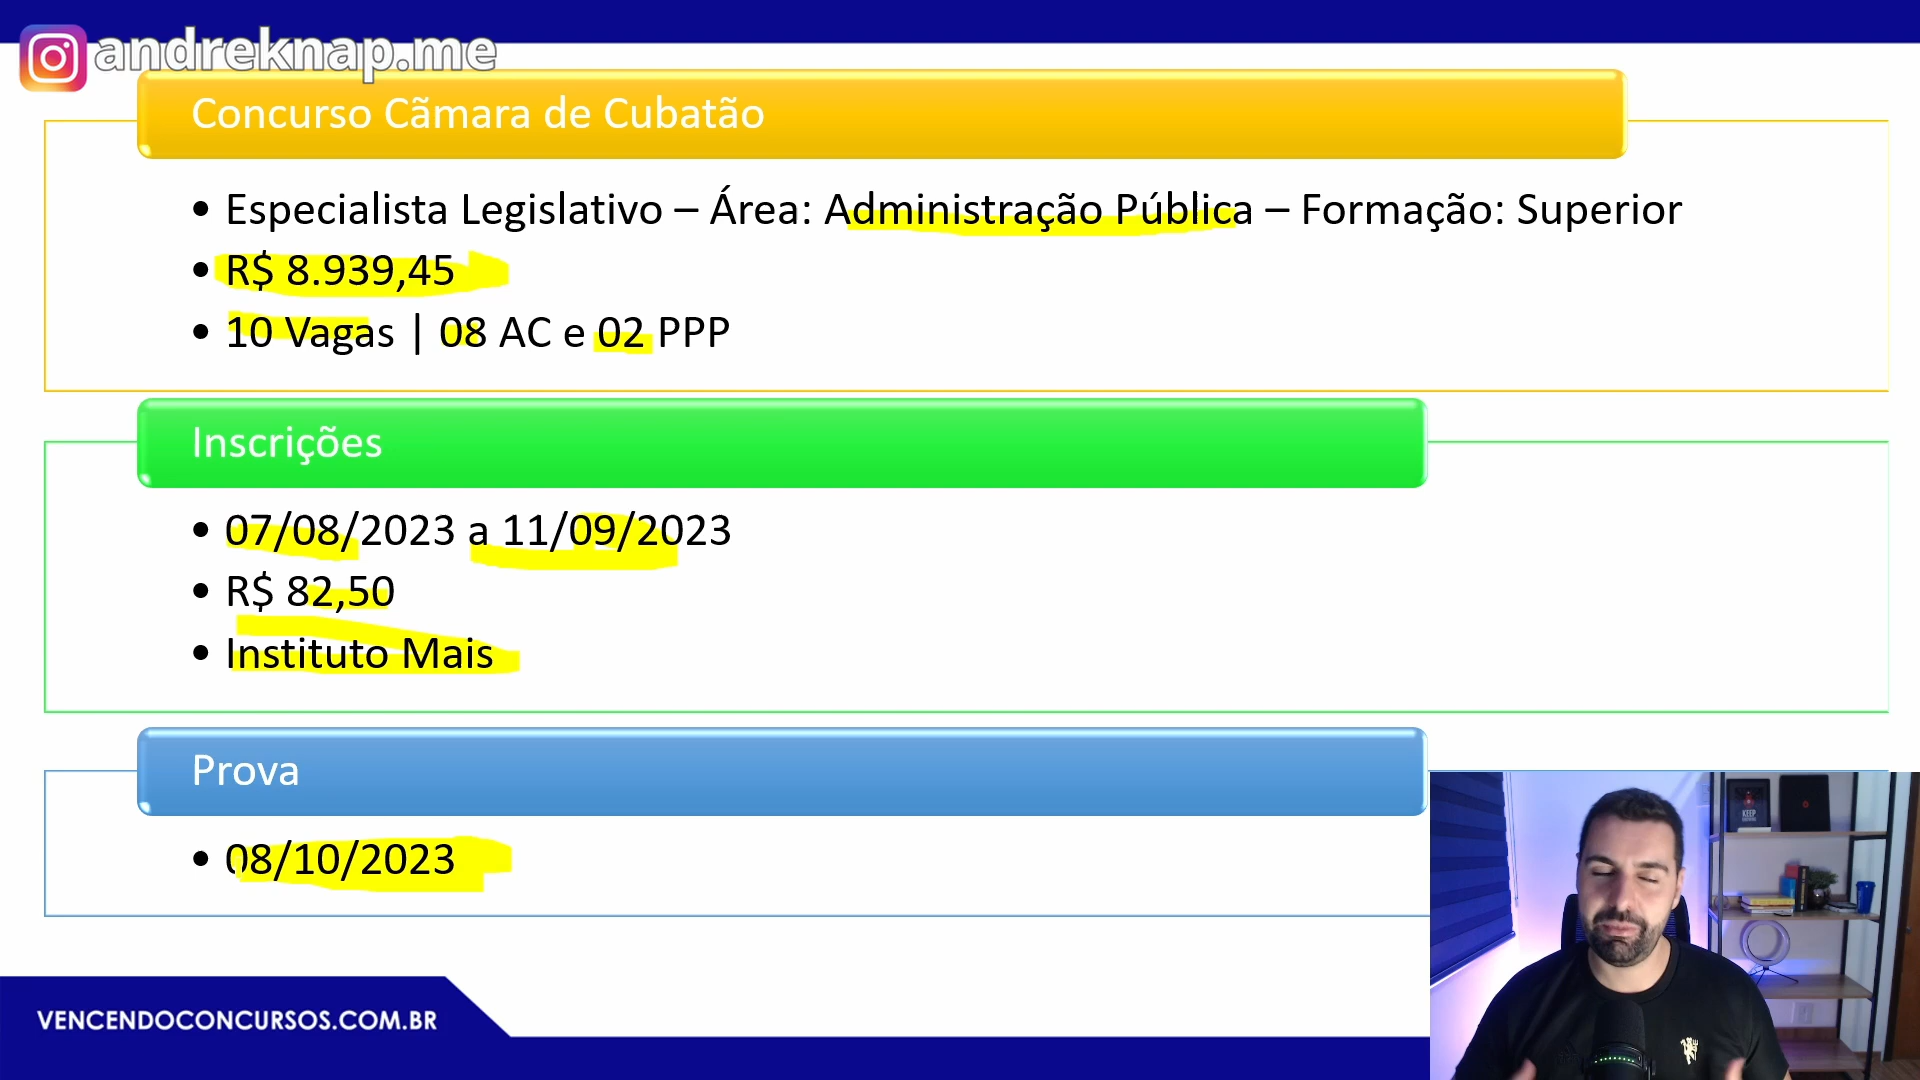 andreknap.me
Concurso Cãmara de Cubatão
• Especialista Legislativo – Área: Administração Pública – Formação: Superior
• R$ 8.939,45
• 10 Vagas | 08 AC e 02 PPP
Inscrições
• 07/08/2023 a 11/09/2023
• R$ 82,50
• Instituto Mais
Prova
• 08/10/2023
KEEP
VENCENDOCONCURSOS.COM.BR